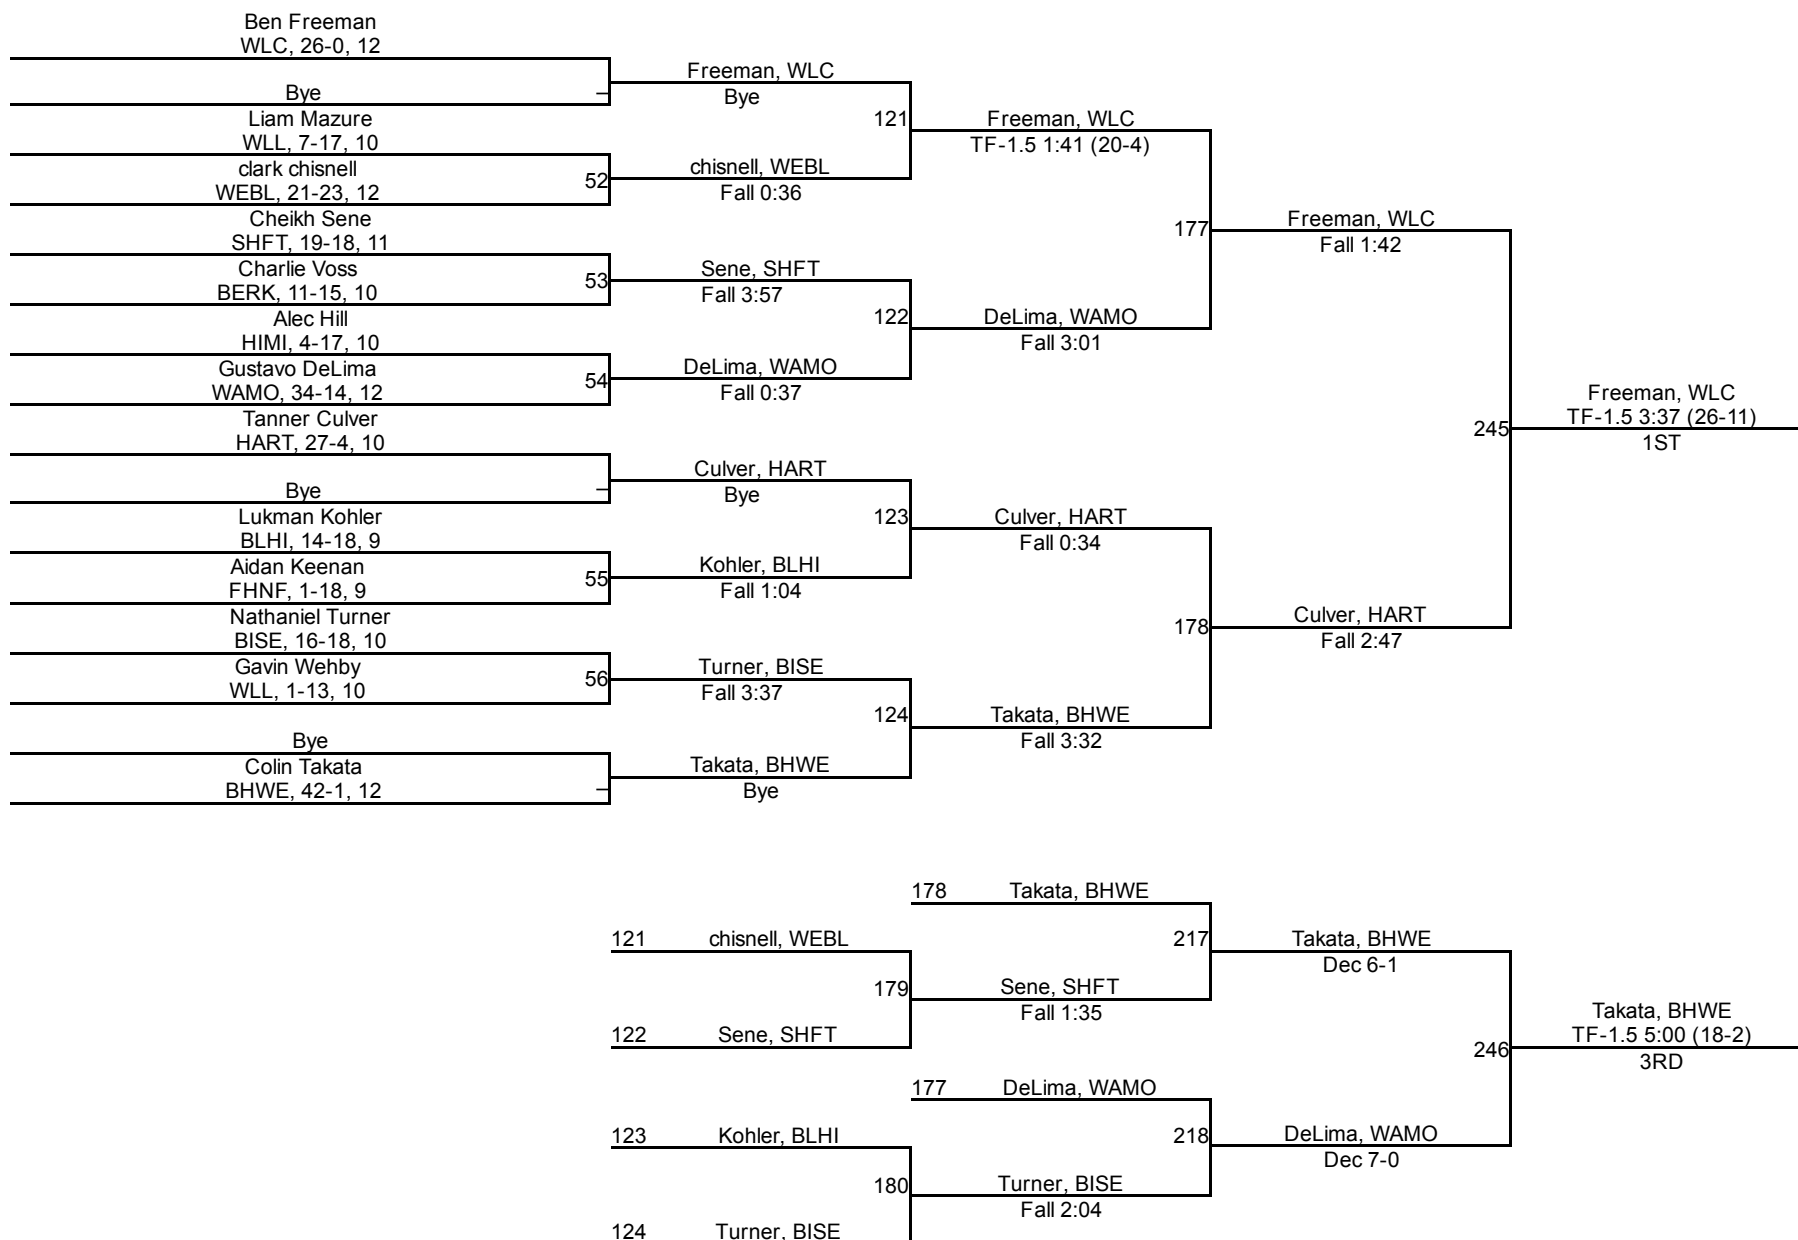 Ben Freeman
WLC, 26-0, 12
Bye
Liam Mazure
WLL, 7-17, 10
clark chisnell
WEBL, 21-23, 12
Cheikh Sene
SHFT, 19-18, 11
Charlie Voss
BERK, 11-15, 10
Alec Hill
HIMI, 4-17, 10
Gustavo DeLima
WAMO, 34-14, 12
Tanner Culver
HART, 27-4, 10
Bye
Lukman Kohler
BLHI, 14-18, 9
Aidan Keenan
FHNF, 1-18, 9
Nathaniel Turner
BISE, 16-18, 10
Gavin Wehby
WLL, 1-13, 10
Bye
Colin Takata
BHWE, 42-1, 12
–
52
53
54
–
55
56
–
Freeman, WLC
Bye
chisnell, WEBL
Fall 0:36
Sene, SHFT
Fall 3:57
DeLima, WAMO
Fall 0:37
Culver, HART
Bye
Kohler, BLHI
Fall 1:04
Turner, BISE
Fall 3:37
Takata, BHWE
Bye
121
122
123
124
Freeman, WLC
TF-1.5 1:41 (20-4)
DeLima, WAMO
Fall 3:01
Culver, HART
Fall 0:34
Takata, BHWE
Fall 3:32
177
178
Freeman, WLC
Fall 1:42
Culver, HART
Fall 2:47
245
Freeman, WLC
TF-1.5 3:37 (26-11)
1ST
121 chisnell, WEBL
122 Sene, SHFT
123 Kohler, BLHI
124 Turner, BISE
179
180
178 Takata, BHWE
Sene, SHFT
Fall 1:35
177 DeLima, WAMO
Turner, BISE
Fall 2:04
217
218
Takata, BHWE
Dec 6-1
DeLima, WAMO
Dec 7-0
246
Takata, BHWE
TF-1.5 5:00 (18-2)
3RD